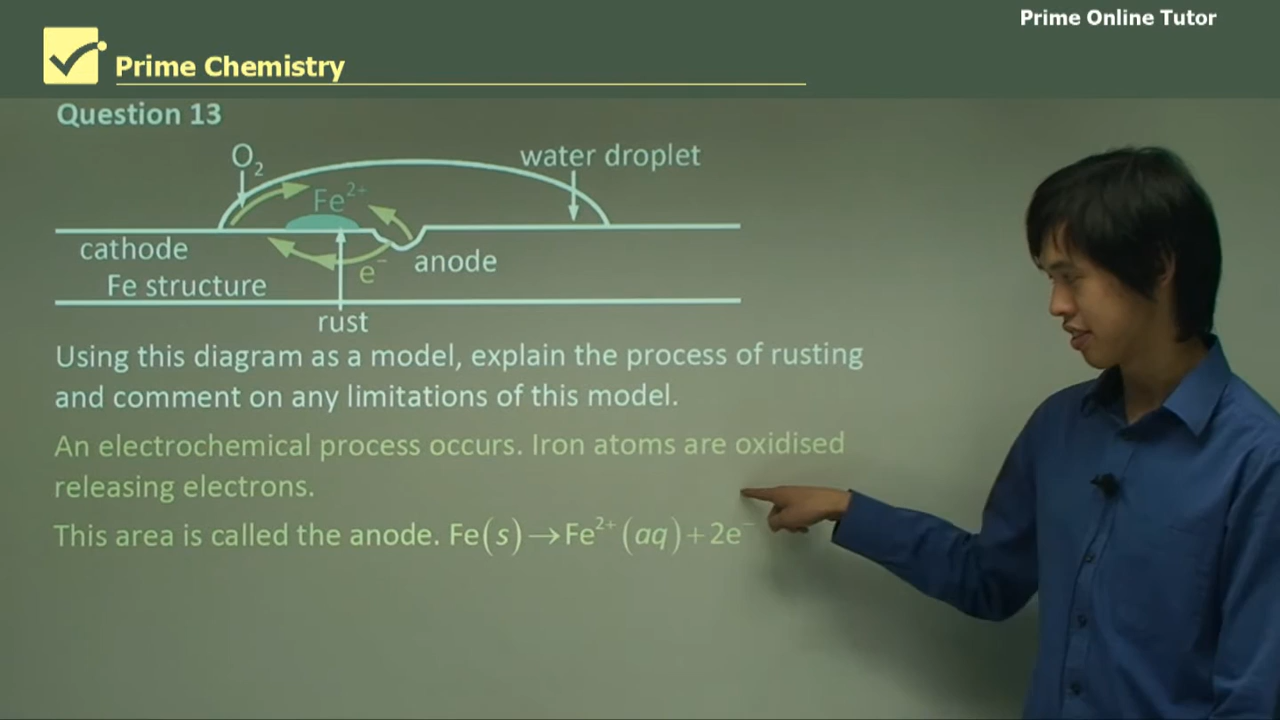 Prime Online Tutor
Prime Chemistry
Question 13
O₂
water droplet
Fe²⁺
cathode
e⁻
anode
Fe structure
rust
Using this diagram as a model, explain the process of rusting
and comment on any limitations of this model.
An electrochemical process occurs. Iron atoms are oxidised
releasing electrons.
This area is called the anode. Fe(s) → Fe²⁺(aq) + 2e⁻